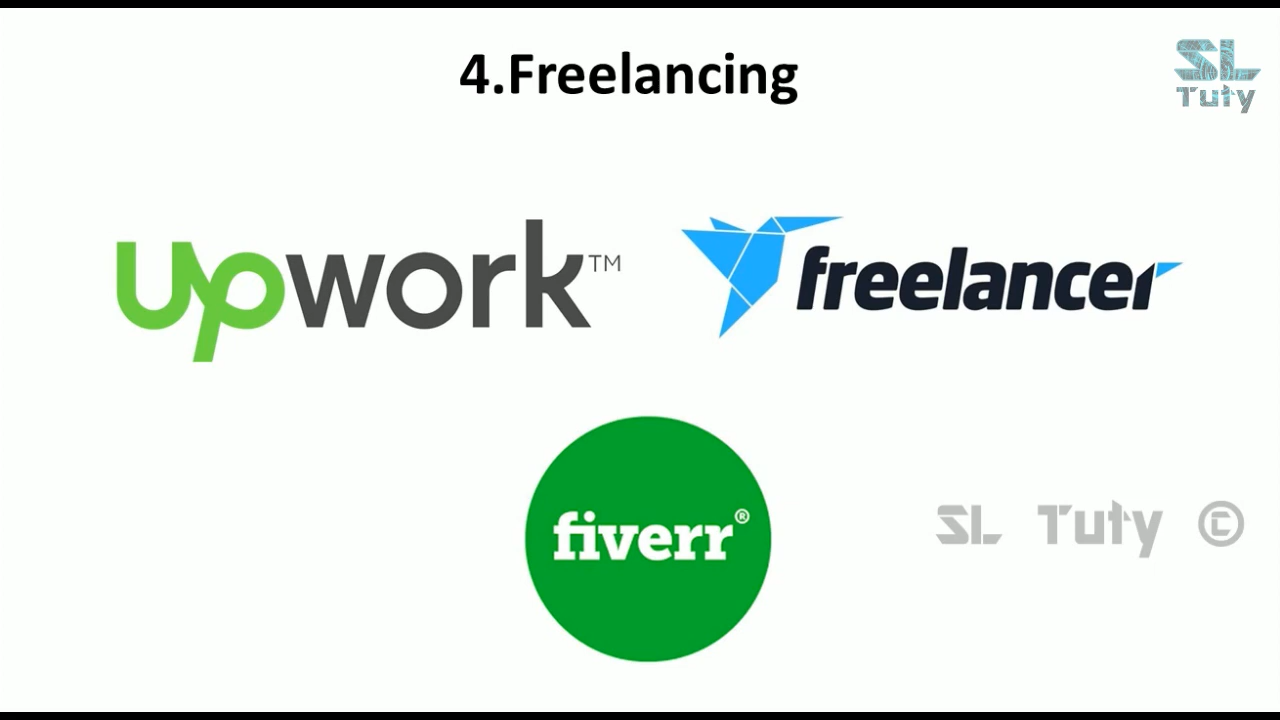 4.Freelancing
SL
Tuty
upwork™
freelancer
fiverr®
SL Tuty ©